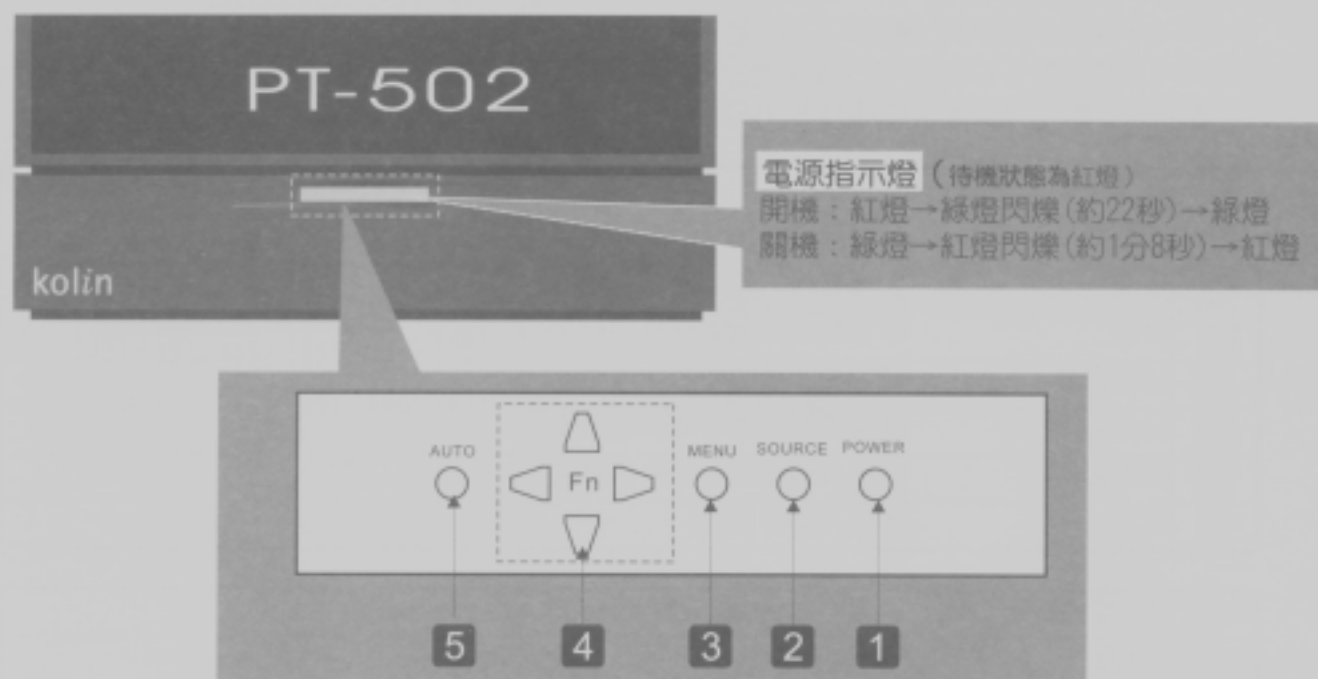 PT-502
電源指示燈(待機狀態為紅燈)
開機：紅燈→綠燈閃爍(約22秒)→綠燈
關機：綠燈→紅燈閃爍(約1分8秒)→紅燈
kolin
AUTO Fn MENU SOURCE POWER
5 4 3 2 1